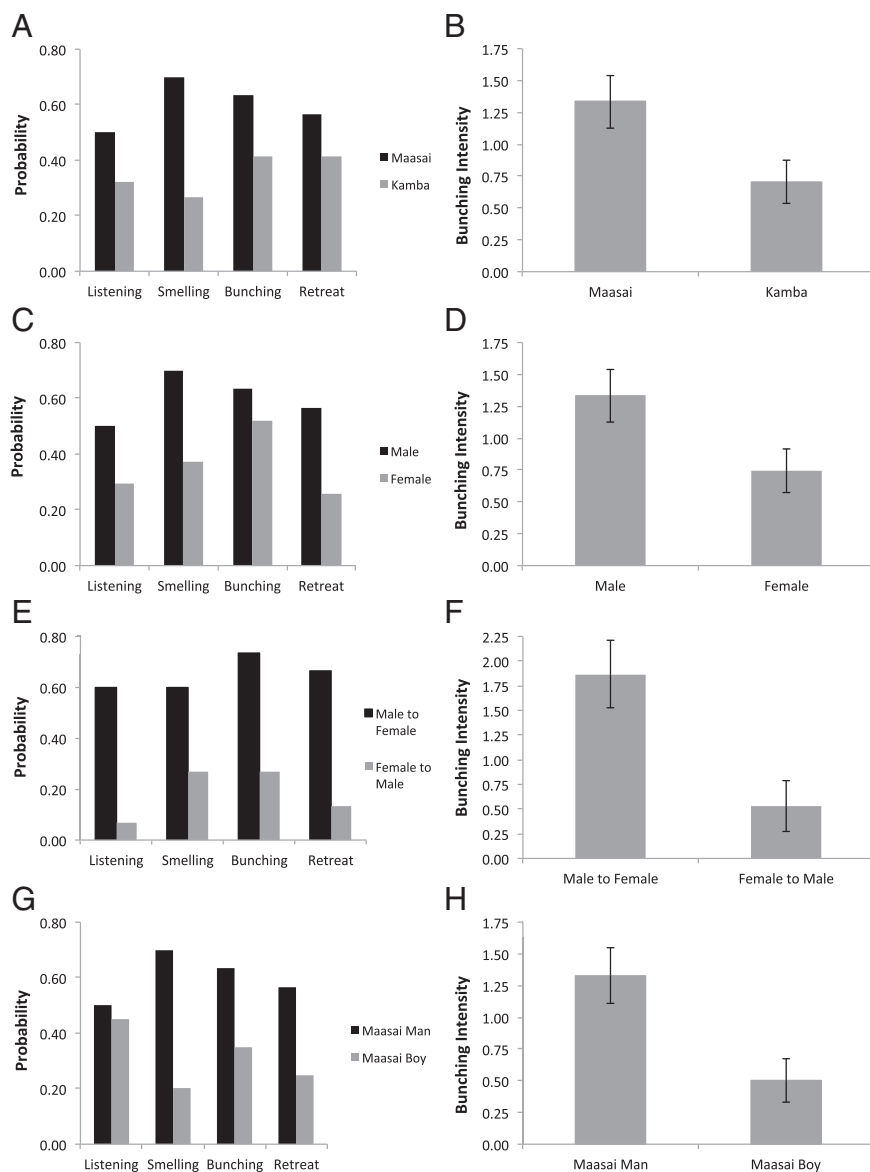 A
Probability
0.80
0.60
0.40
0.20
0.00
Listening Smelling Bunching Retreat
Maasai
Kamba
B
Bunching Intensity
1.75
1.50
1.25
1.00
0.75
0.50
0.25
0.00
Maasai Kamba
C
Probability
0.80
0.60
0.40
0.20
0.00
Listening Smelling Bunching Retreat
Male
Female
D
Bunching Intensity
1.75
1.50
1.25
1.00
0.75
0.50
0.25
0.00
Male Female
E
Probability
0.80
0.60
0.40
0.20
0.00
Listening Smelling Bunching Retreat
Male to
Female
Female to
Male
F
Bunching Intensity
2.25
2.00
1.75
1.50
1.25
1.00
0.75
0.50
0.25
0.00
Male to Female Female to Male
G
Probability
0.80
0.60
0.40
0.20
0.00
Listening Smelling Bunching Retreat
Maasai Man
Maasai Boy
H
Bunching Intensity
1.75
1.50
1.25
1.00
0.75
0.50
0.25
0.00
Maasai Man Maasai Boy